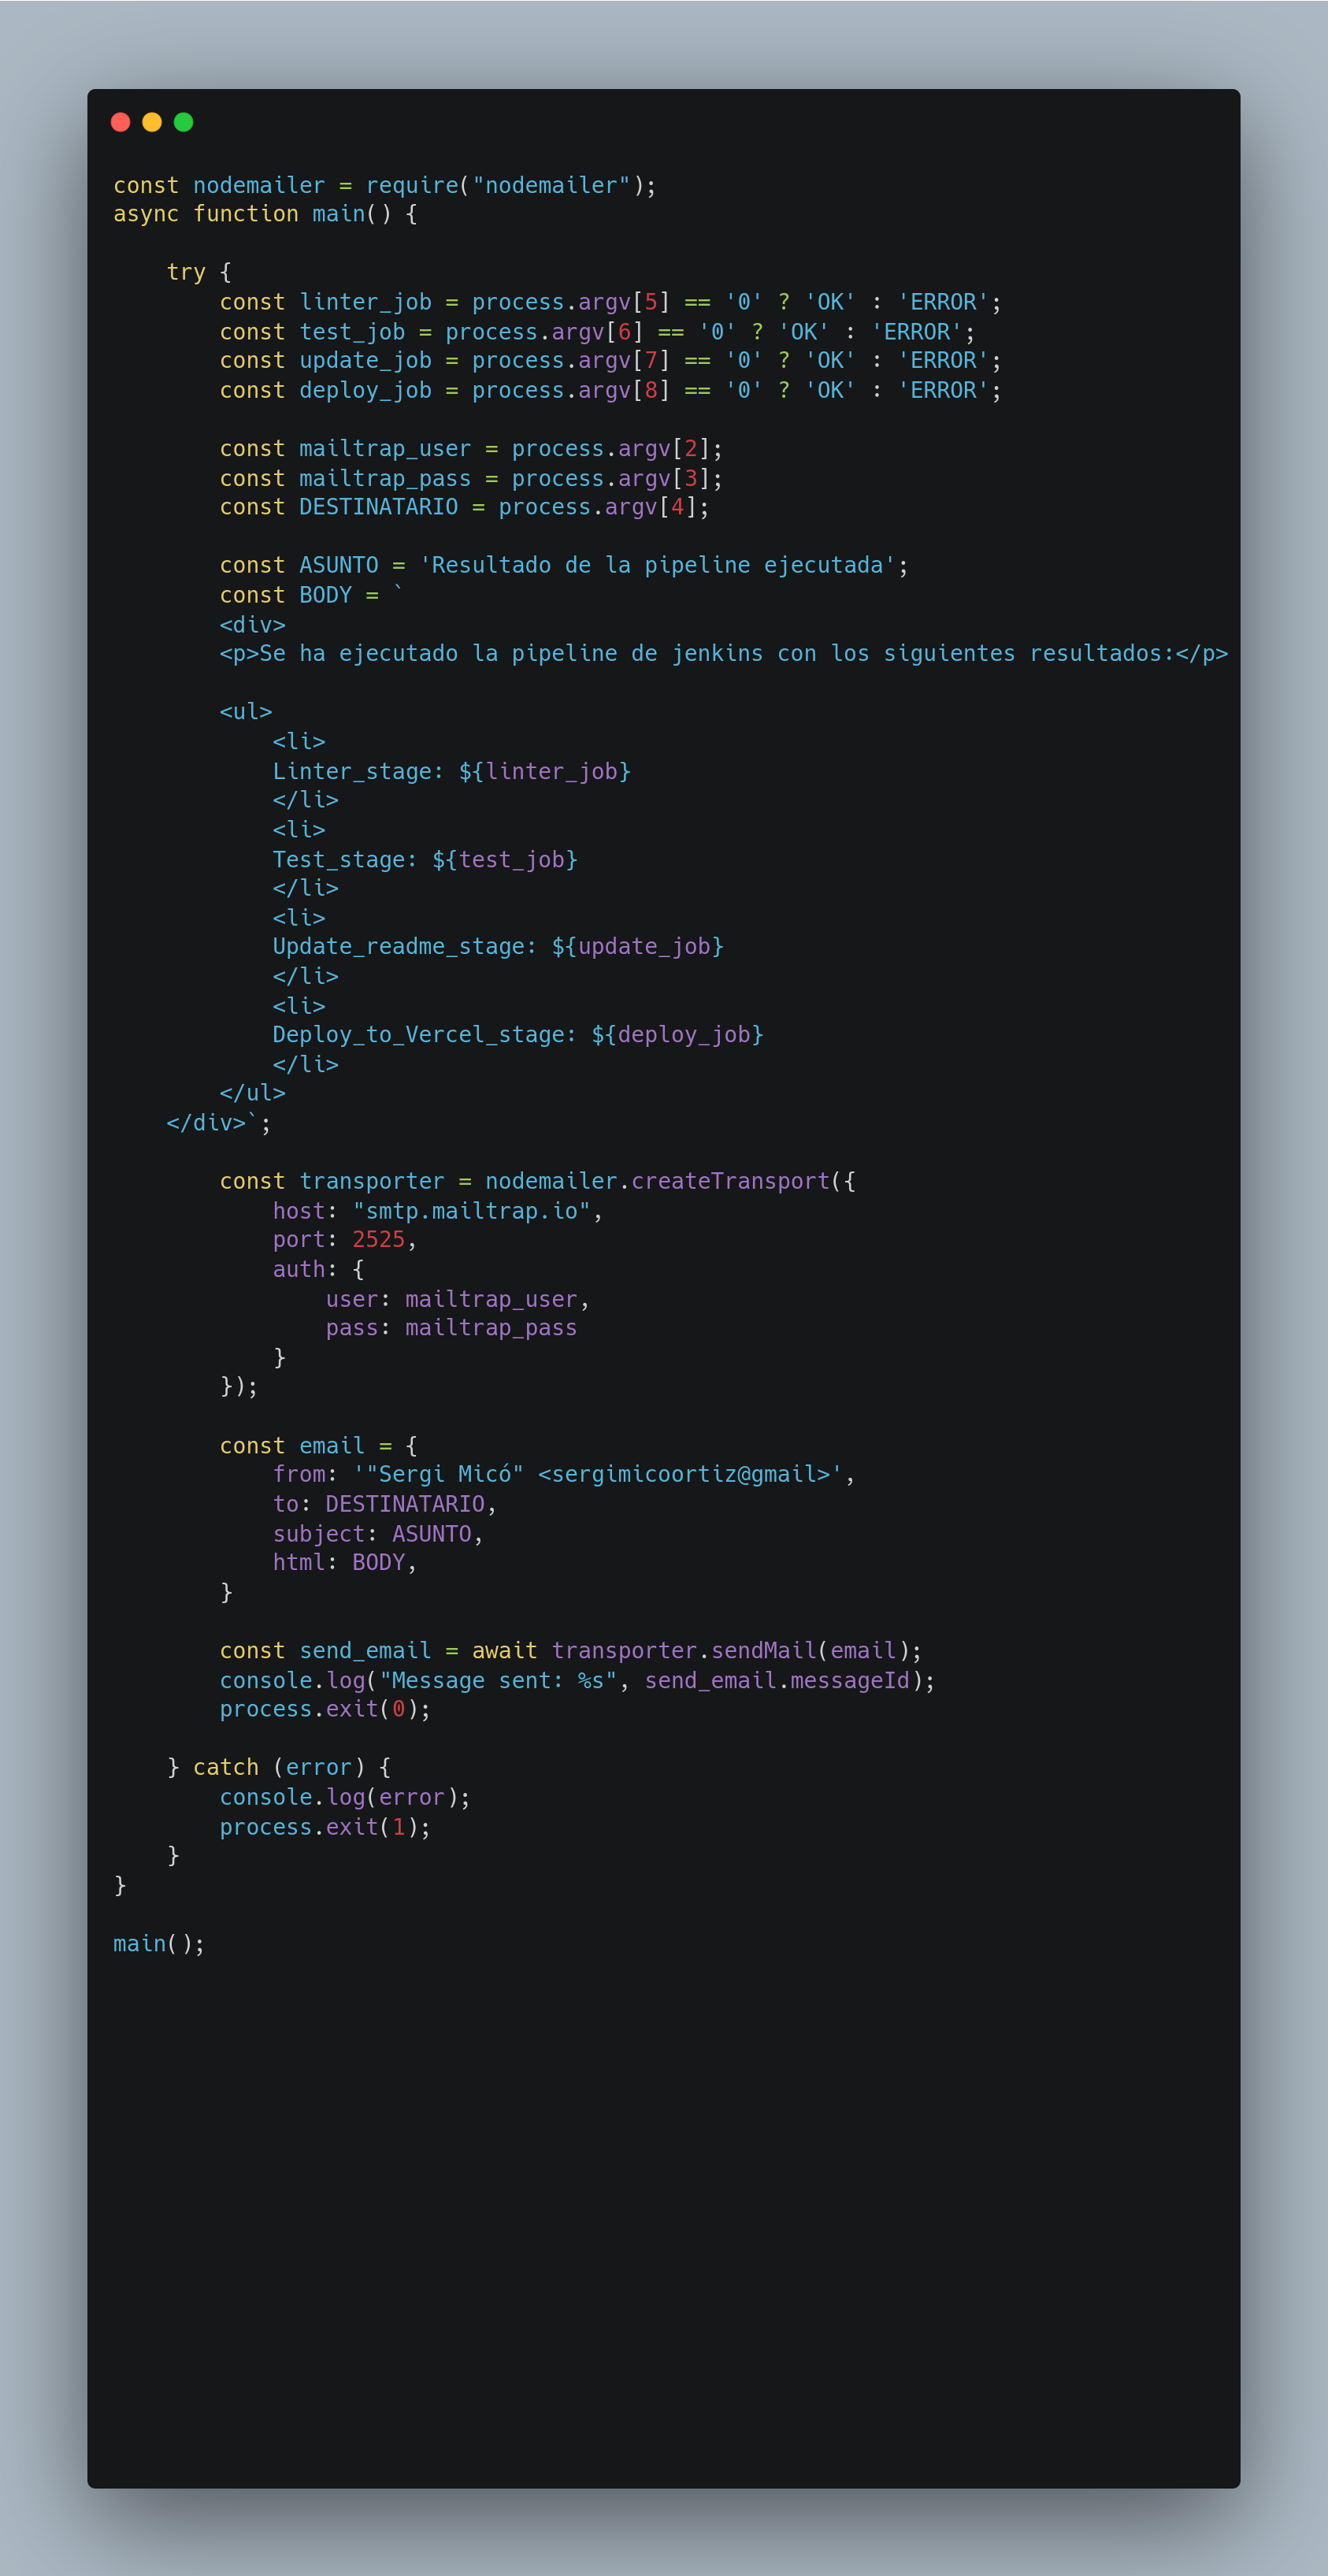 const nodemailer = require("nodemailer");
async function main() {
    try {
        const linter_job = process.argv[5] == '0' ? 'OK' : 'ERROR';
        const test_job = process.argv[6] == '0' ? 'OK' : 'ERROR';
        const update_job = process.argv[7] == '0' ? 'OK' : 'ERROR';
        const deploy_job = process.argv[8] == '0' ? 'OK' : 'ERROR';
        const mailtrap_user = process.argv[2];
        const mailtrap_pass = process.argv[3];
        const DESTINATARIO = process.argv[4];
        const ASUNTO = 'Resultado de la pipeline ejecutada';
        const BODY = `
        <div>
        <p>Se ha ejecutado la pipeline de jenkins con los siguientes resultados:</p>
        <ul>
            <li>
            Linter_stage: ${linter_job}
            </li>
            <li>
            Test_stage: ${test_job}
            </li>
            <li>
            Update_readme_stage: ${update_job}
            </li>
            <li>
            Deploy_to_Vercel_stage: ${deploy_job}
            </li>
        </ul>
    </div>`;
        const transporter = nodemailer.createTransport({
            host: "smtp.mailtrap.io",
            port: 2525,
            auth: {
                user: mailtrap_user,
                pass: mailtrap_pass
            }
        });
        const email = {
            from: '"Sergi Micó" <sergimicoortiz@gmail>',
            to: DESTINATARIO,
            subject: ASUNTO,
            html: BODY,
        }
        const send_email = await transporter.sendMail(email);
        console.log("Message sent: %s", send_email.messageId);
        process.exit(0);
    } catch (error) {
        console.log(error);
        process.exit(1);
    }
}
main();